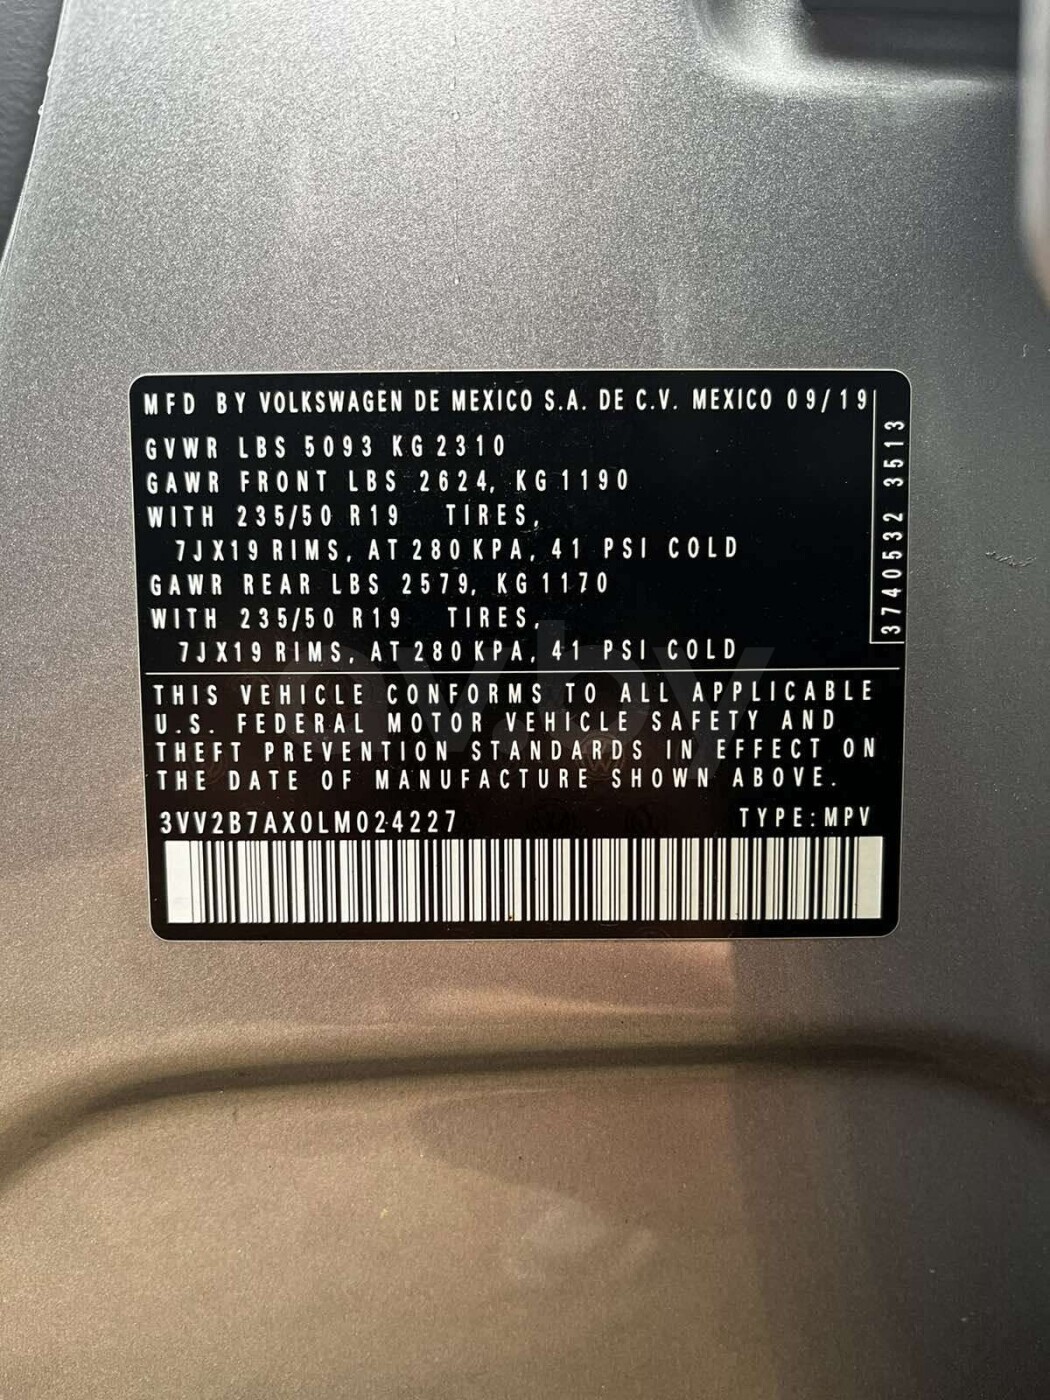 MFD BY VOLKSWAGEN DE MEXICO S.A. DE C.V. MEXICO 09/19
GVWR LBS 5093 KG 2310
GAWR FRONT LBS 2624, KG 1190
WITH 235/50 R19 TIRES,
7JX19 RIMS, AT 280 KPA, 41 PSI COLD
GAWR REAR LBS 2579, KG 1170
WITH 235/50 R19 TIRES,
7JX19 RIMS, AT 280 KPA, 41 PSI COLD
3740532 3513
THIS VEHICLE CONFORMS TO ALL APPLICABLE
U.S. FEDERAL MOTOR VEHICLE SAFETY AND
THEFT PREVENTION STANDARDS IN EFFECT ON
THE DATE OF MANUFACTURE SHOWN ABOVE.
3VV2B7AX0LM024227 TYPE: MPV
av.by